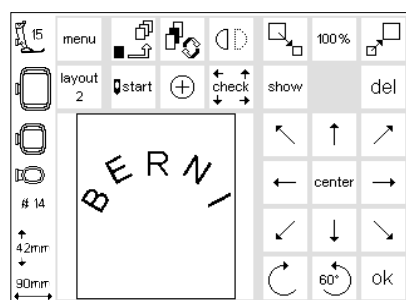 15 menu 100%
layout 2 start check show del
BERNI
center
# 14
42mm
90mm 60° ok